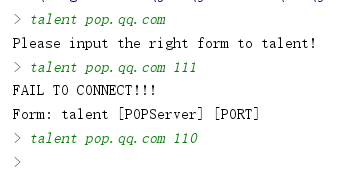 > talent pop.qq.com
Please input the right form to talent!
> talent pop.qq.com 111
FAIL TO CONNECT!!!
Form: talent [POPServer] [PORT]
> talent pop.qq.com 110
>